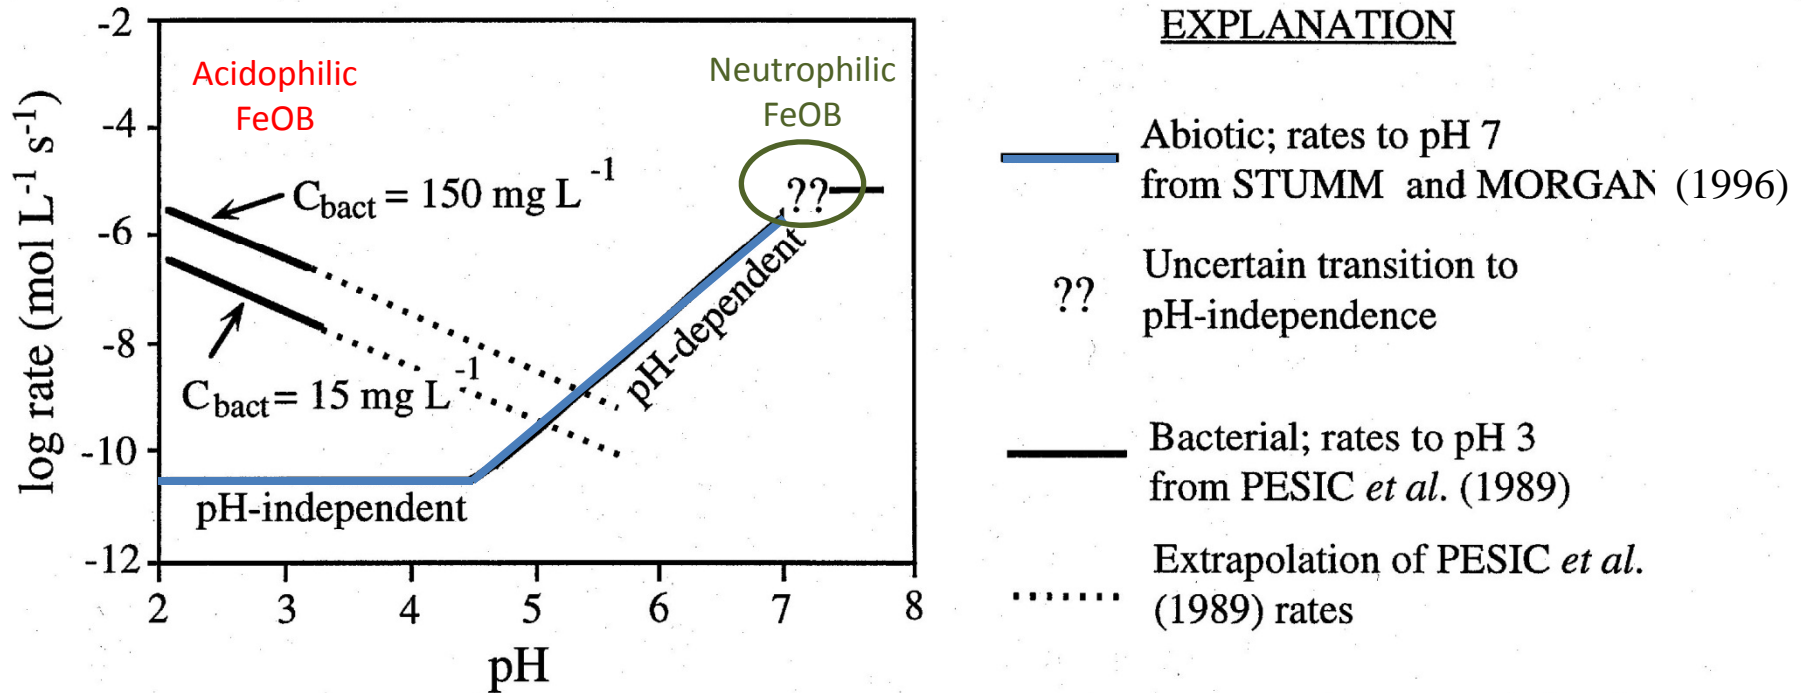 EXPLANATION
-2
-4
-6
-8
-10
-12
log rate (mol L-1 s-1)
Acidophilic
FeOB
Neutrophilic
FeOB
Cbact = 150 mg L-1
Cbact = 15 mg L-1
??
pH-dependent
pH-independent
2 3 4 5 6 7 8
pH
Abiotic; rates to pH 7
from STUMM and MORGAN (1996)
??
Uncertain transition to
pH-independence
Bacterial; rates to pH 3
from PESIC et al. (1989)
Extrapolation of PESIC et al.
(1989) rates